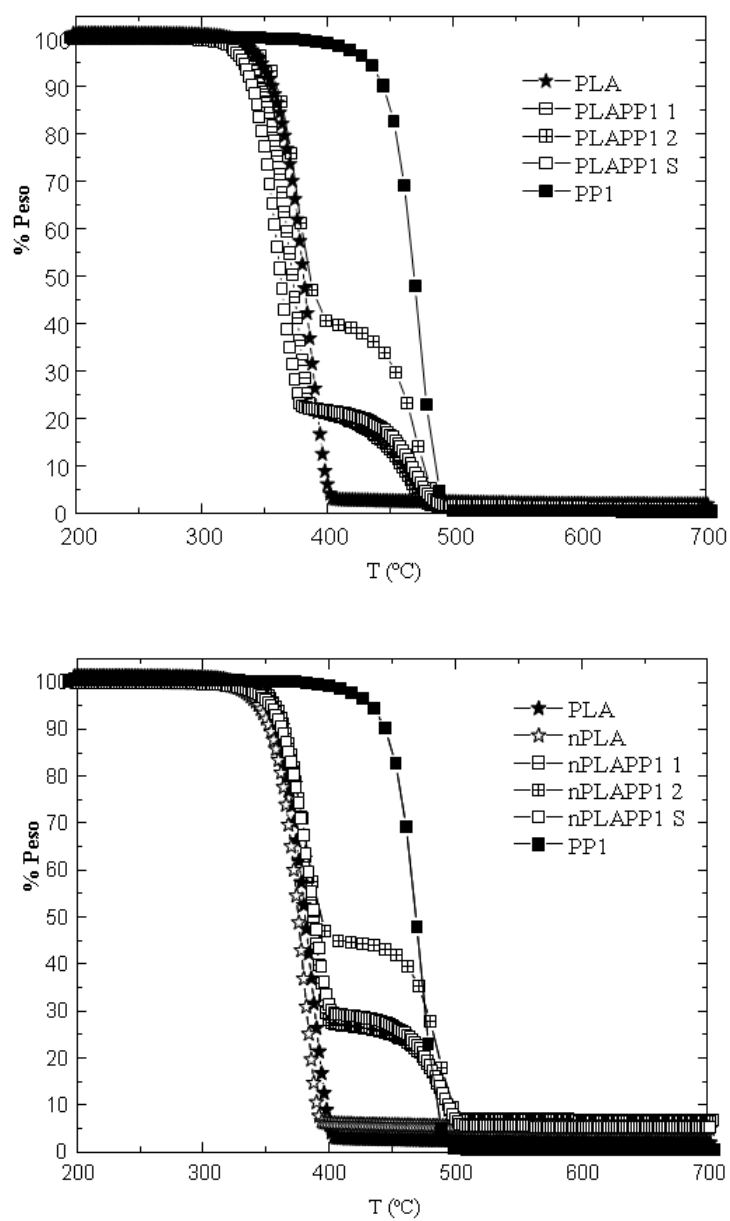 100
90
80
70
60
50
40
30
20
10
0
% Peso
PLA
PLAPP1 1
PLAPP1 2
PLAPP1 S
PP1
200 300 400 500 600 700
T (ºC)
100
90
80
70
60
50
40
30
20
10
0
% Peso
PLA
nPLA
nPLAPP1 1
nPLAPP1 2
nPLAPP1 S
PP1
200 300 400 500 600 700
T (ºC)